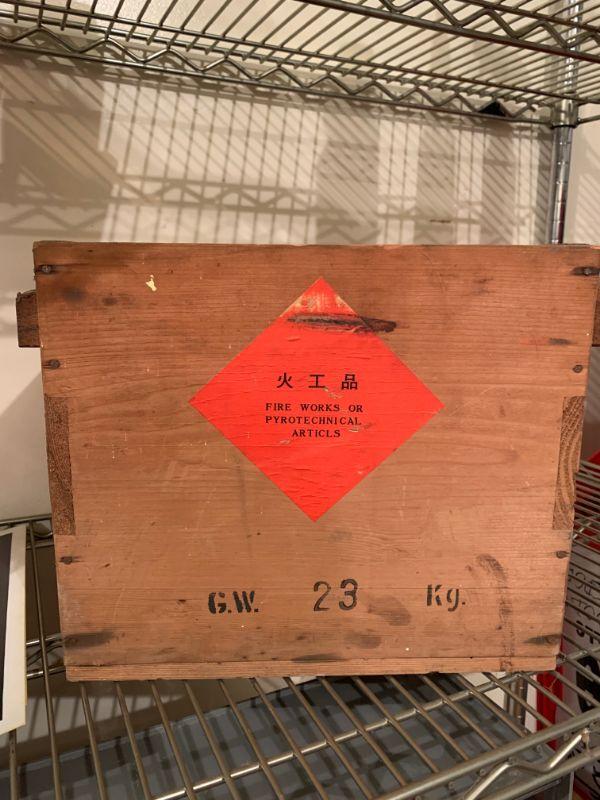 火工品
FIRE WORKS OR
PYROTECHNICAL
ARTICLS
G.W. 23 Kg.